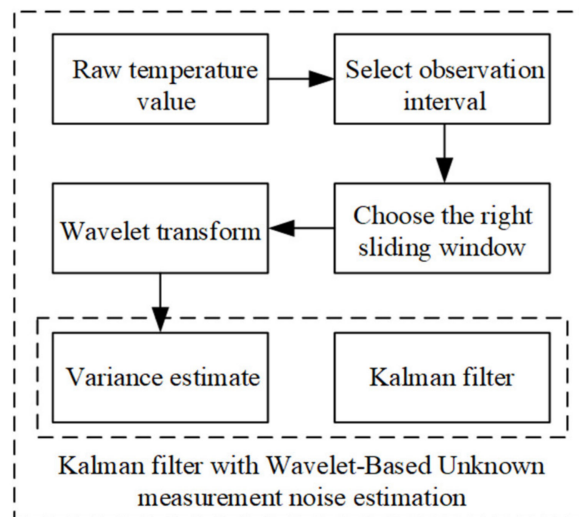 Raw temperature
value
Select observation
interval
Wavelet transform
Choose the right
sliding window
Variance estimate
Kalman filter
Kalman filter with Wavelet-Based Unknown
measurement noise estimation